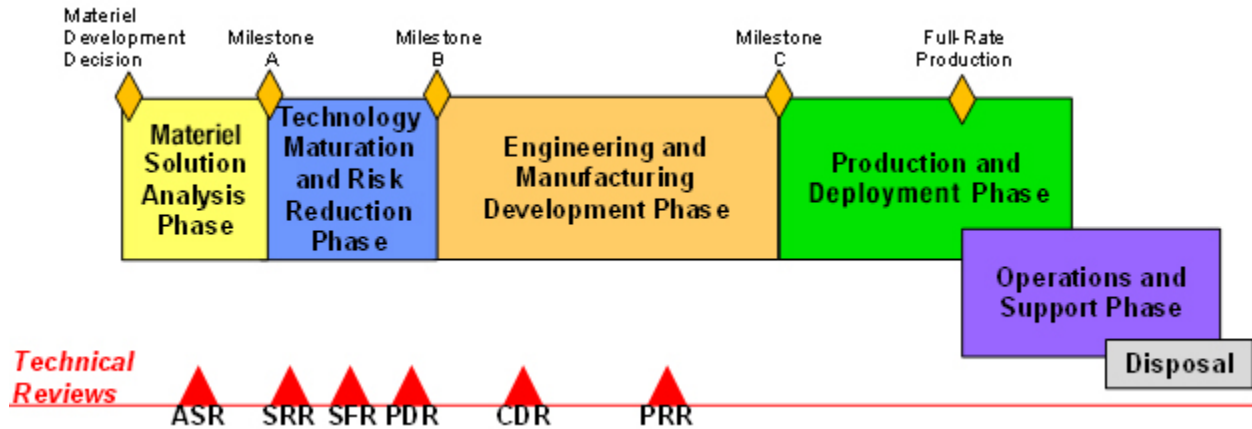 Materiel
Development
Decision
Milestone
A
Milestone
B
Milestone
C
Full-Rate
Production
Materiel
Solution
Analysis
Phase
Technology
Maturation
and Risk
Reduction
Phase
Engineering and
Manufacturing
Development Phase
Production and
Deployment Phase
Operations and
Support Phase
Disposal
Technical
Reviews
ASR
SRR
SFR
PDR
CDR
PRR